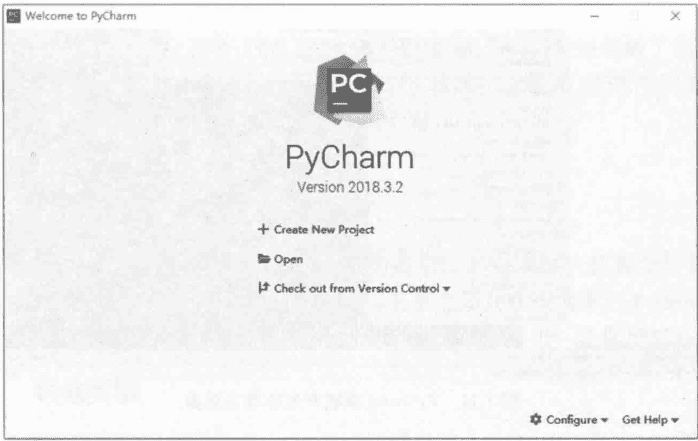 PC Welcome to PyCharm
PC
PyCharm
Version 2018.3.2
Create New Project
Open
Check out from Version Control
Configure
Get Help